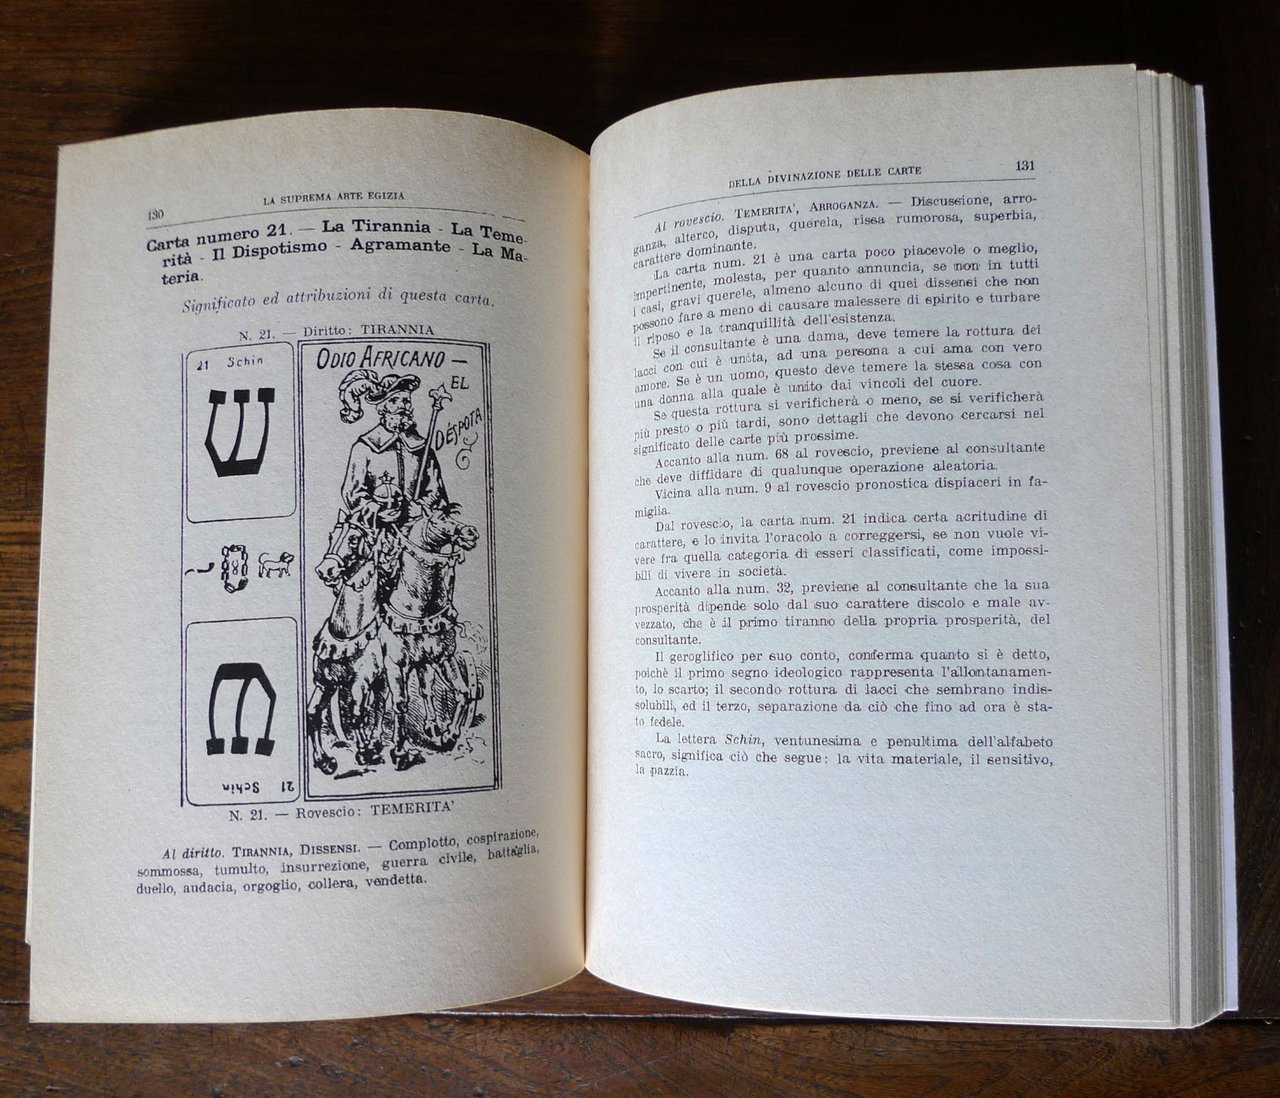 130
LA SUPREMA ARTE EGIZIA
Carta numero 21. — La Tirannia - La Teme-
rità - Il Dispotismo - Agramante - La Ma-
teria.
Significato ed attribuzioni di questa carta.
N. 21. — Diritto: TIRANNIA
21 Schin
ש
ODIO AFRICANO —
EL
DÉSPOTA
ש
21 Schin
N. 21. — Rovescio: TEMERITA'
Al diritto. TIRANNIA, DISSENSI. — Complotto, cospirazione,
sommossa, tumulto, insurrezione, guerra civile, battaglia,
duello, audacia, orgoglio, collera, vendetta.
DELLA DIVINAZIONE DELLE CARTE
131
Al rovescio. TEMERITA', ARROGANZA. — Discussione, arro-
ganza, alterco, disputa, querela, rissa rumorosa, superbia,
carattere dominante.
La carta num. 21 è una carta poco piacevole o meglio,
impertinente, molesta, per quanto annuncia, se non in tutti
i casi, gravi querele, almeno alcuno di quei dissensi che non
possono fare a meno di causare malessere di spirito e turbare
il riposo e la tranquillità dell'esistenza.
Se il consultante è una dama, deve temere la rottura dei
lacci con cui è unita, ad una persona a cui ama con vero
amore. Se è un uomo, questo deve temere la stessa cosa con
una donna alla quale è unito dai vincoli del cuore.
Se questa rottura si verificherà o meno, se si verificherà
più presto o più tardi, sono dettagli che devono cercarsi nel
significato delle carte più prossime.
Accanto alla num. 68 al rovescio, previene al consultante
che deve diffidare di qualunque operazione aleatoria.
Vicina alla num. 9 al rovescio pronostica dispiaceri in fa-
miglia.
Dal rovescio, la carta num. 21 indica certa acritudine di
carattere, e lo invita l'oracolo a correggersi, se non vuole vi-
vere fra quella categoria di esseri classificati, come impossi-
bili di vivere in società.
Accanto alla num. 32, previene al consultante che la sua
prosperità dipende solo dal suo carattere discolo e male av-
vezzato, che è il primo tiranno della propria prosperità, del
consultante.
Il geroglifico per suo conto, conferma quanto si è detto,
poichè il primo segno ideologico rappresenta l'allontanamen-
to, lo scarto; il secondo rottura di lacci che sembrano indis-
solubili, ed il terzo, separazione da ciò che fino ad ora è sta-
to fedele.
La lettera Schin, ventunesima e penultima dell'alfabeto
sacro, significa ciò che segue: la vita materiale, il sensitivo,
la pazzia.